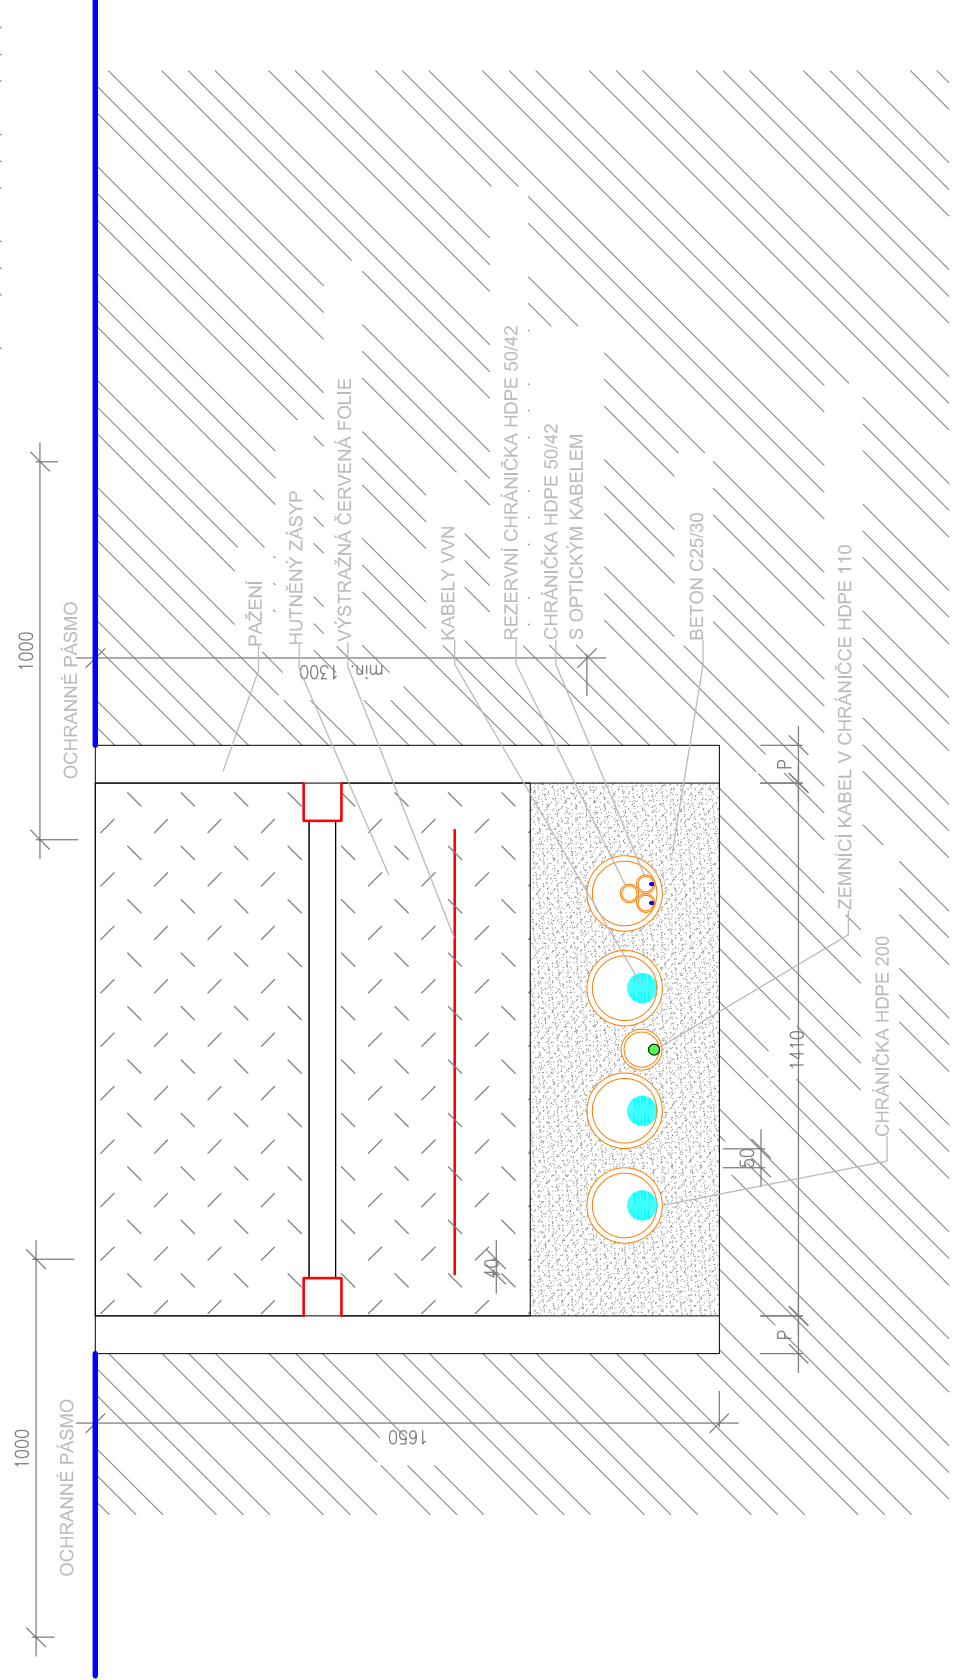 1000
OCHRANNÉ PÁSMO
1000
OCHRANNÉ PÁSMO
PAŽENÍ
HUTNĚNÝ ZÁSYP
VÝSTRAŽNÁ ČERVENÁ FOLIE
KABELY VVN
REZERVNÍ CHRÁNIČKA HDPE 50/42
CHRÁNIČKA HDPE 50/42
S OPTICKÝM KABELEM
BETON C25/30
ZEMNÍCÍ KABEL V CHRÁNIČCE HDPE 110
CHRÁNIČKA HDPE 200
min. 1300
1650
40
50
P
1410
P